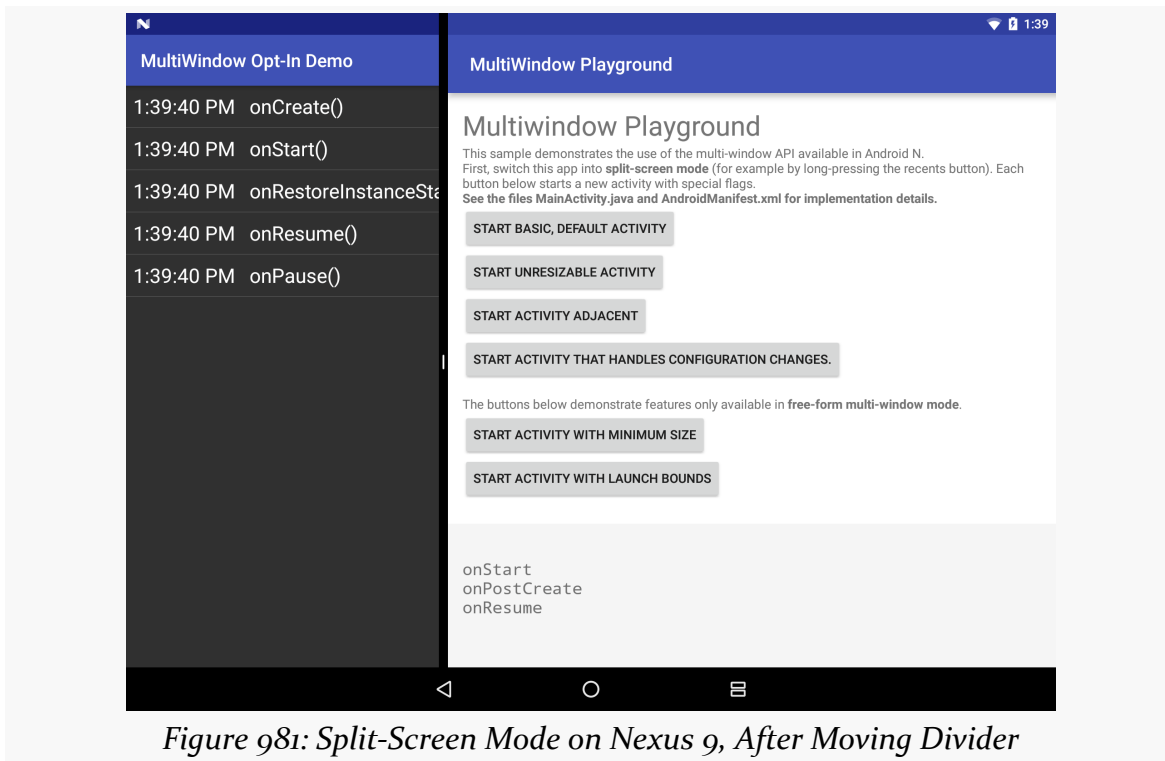 1:39
MultiWindow Opt-In Demo
1:39:40 PM onCreate()
1:39:40 PM onStart()
1:39:40 PM onRestoreInstanceSta
1:39:40 PM onResume()
1:39:40 PM onPause()
MultiWindow Playground
Multiwindow Playground
This sample demonstrates the use of the multi-window API available in Android N.
First, switch this app into split-screen mode (for example by long-pressing the recents button). Each
button below starts a new activity with special flags.
See the files MainActivity.java and AndroidManifest.xml for implementation details.
START BASIC, DEFAULT ACTIVITY
START UNRESIZABLE ACTIVITY
START ACTIVITY ADJACENT
START ACTIVITY THAT HANDLES CONFIGURATION CHANGES.
The buttons below demonstrate features only available in free-form multi-window mode.
START ACTIVITY WITH MINIMUM SIZE
START ACTIVITY WITH LAUNCH BOUNDS
onStart
onPostCreate
onResume
Figure 981: Split-Screen Mode on Nexus 9, After Moving Divider